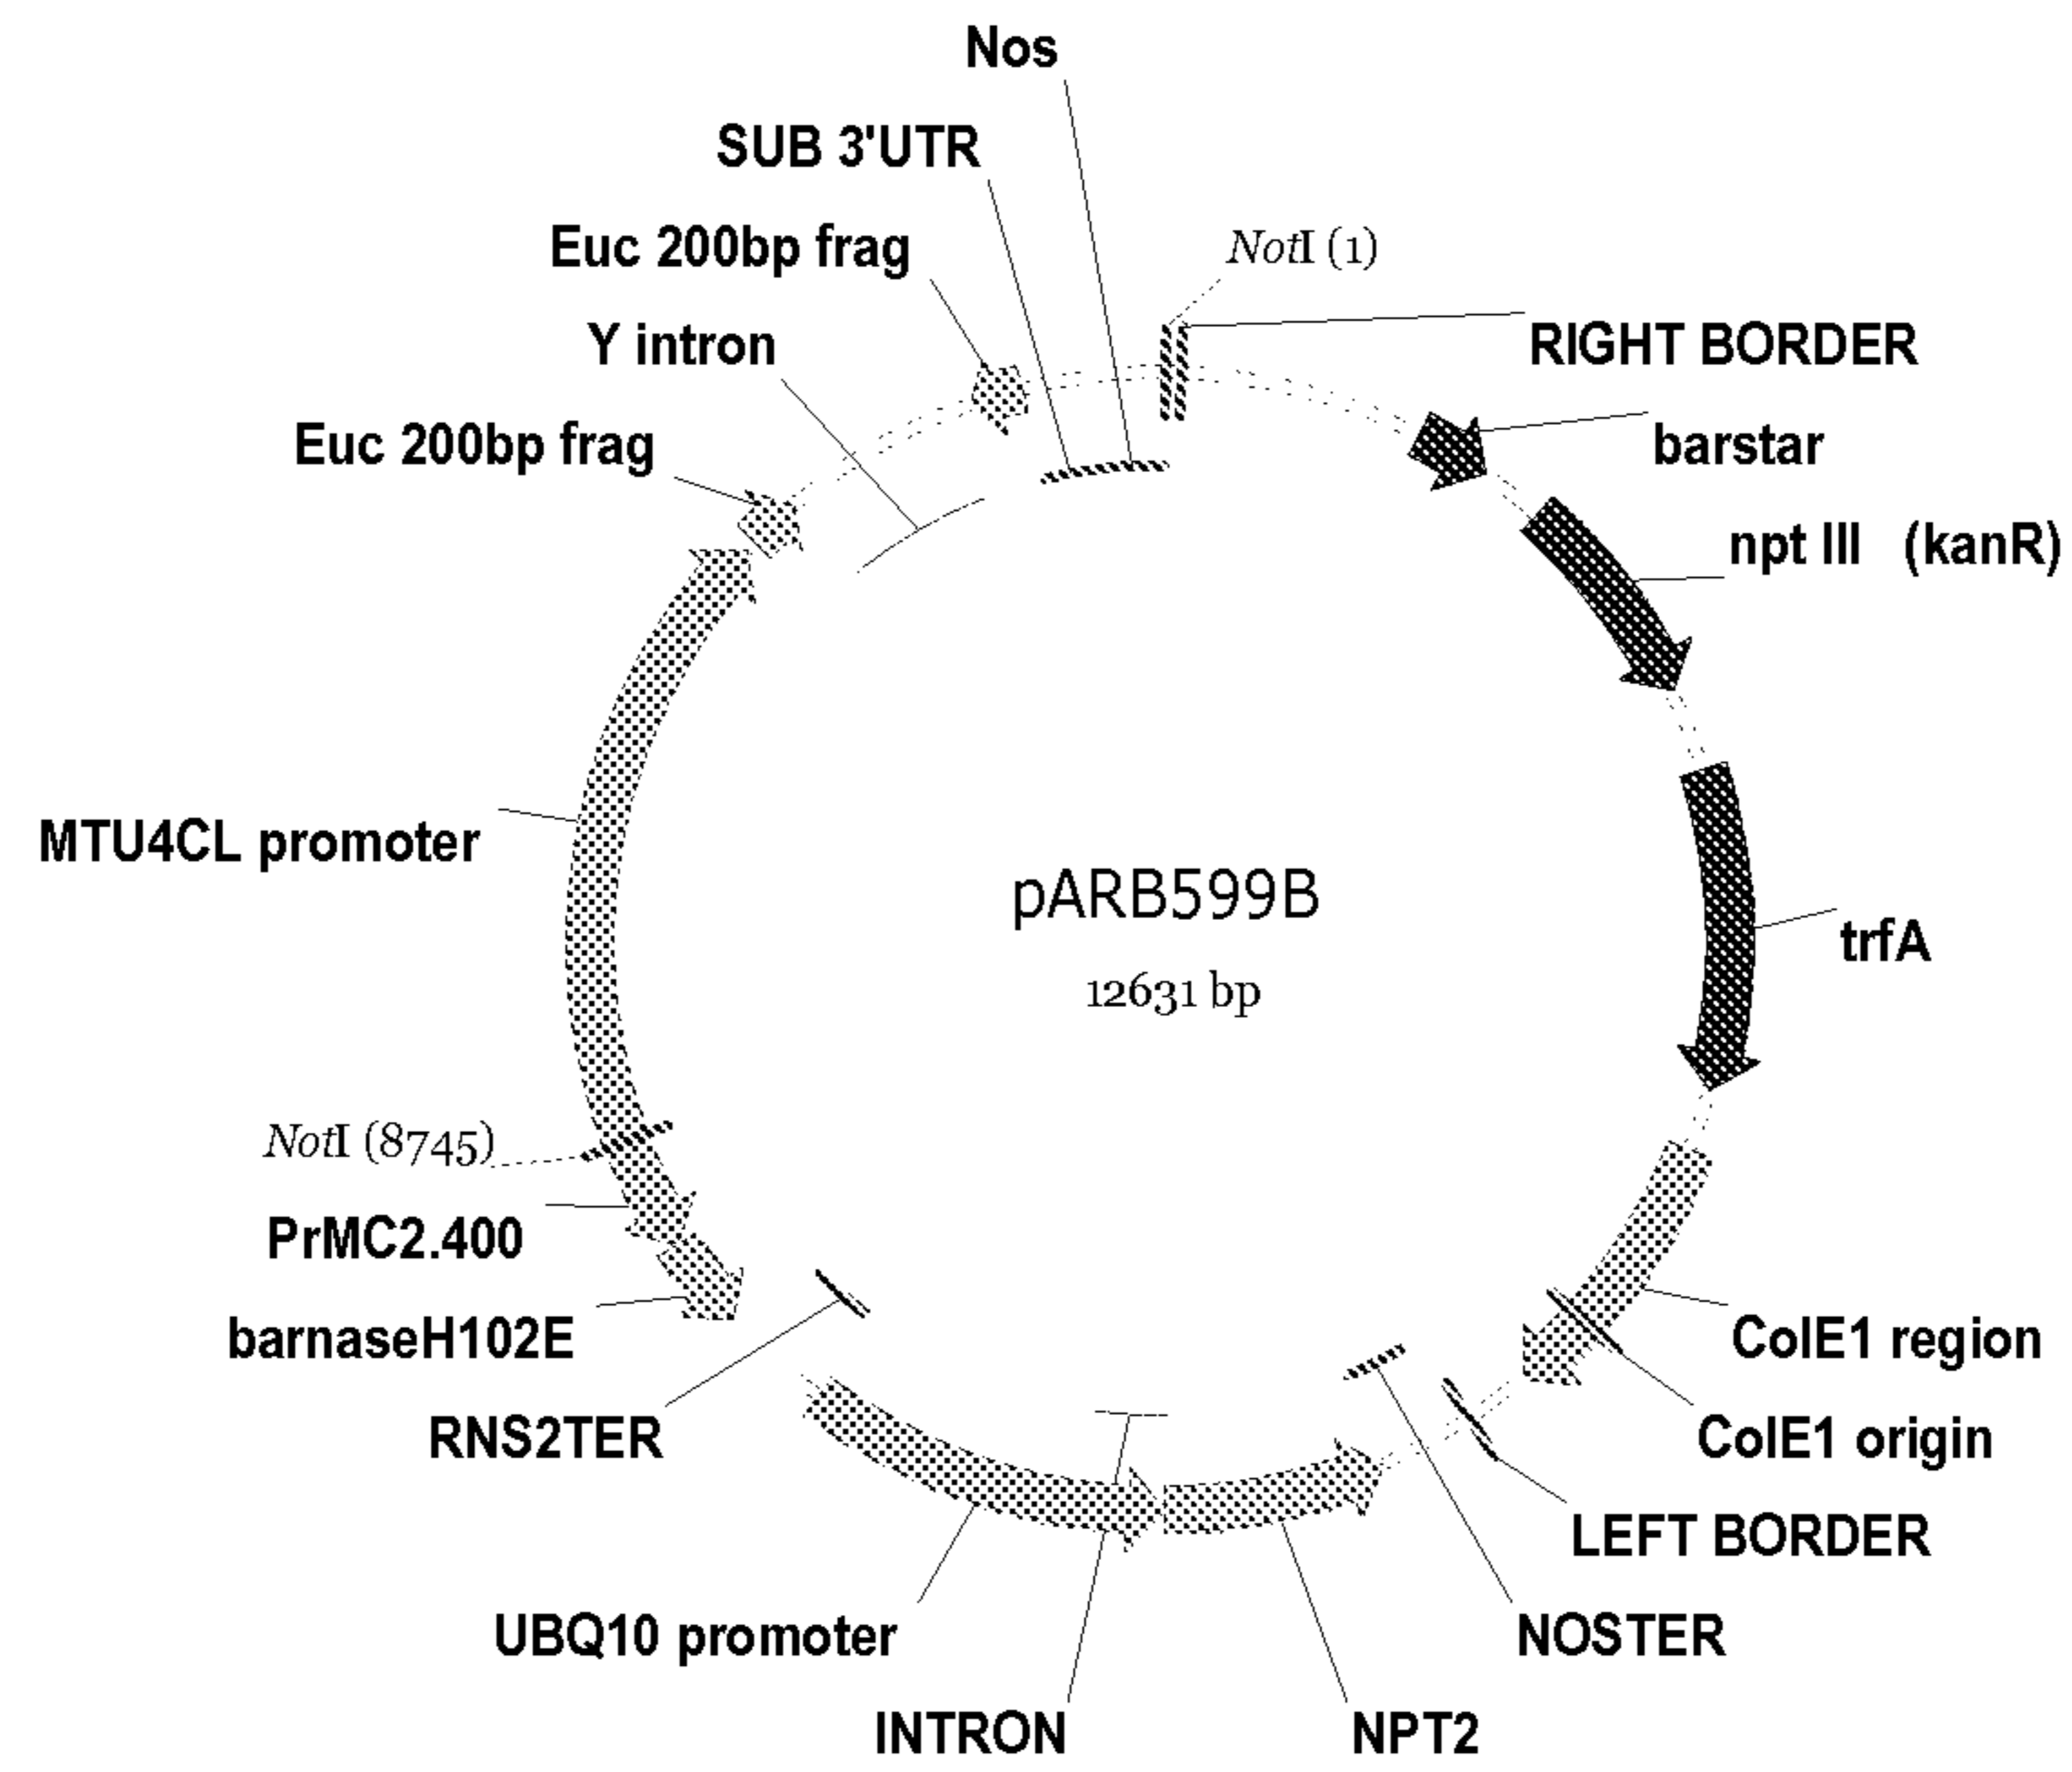 Nos
SUB 3'UTR
Euc 200bp frag
NotI (1)
Y intron
RIGHT BORDER
Euc 200bp frag
barstar
npt III (kanR)
MTU4CL promoter
pARB599B
trfA
12631 bp
NotI (8745)
PrMC2.400
barnaseH102E
ColE1 region
RNS2TER
ColE1 origin
LEFT BORDER
UBQ10 promoter
NOSTER
INTRON
NPT2